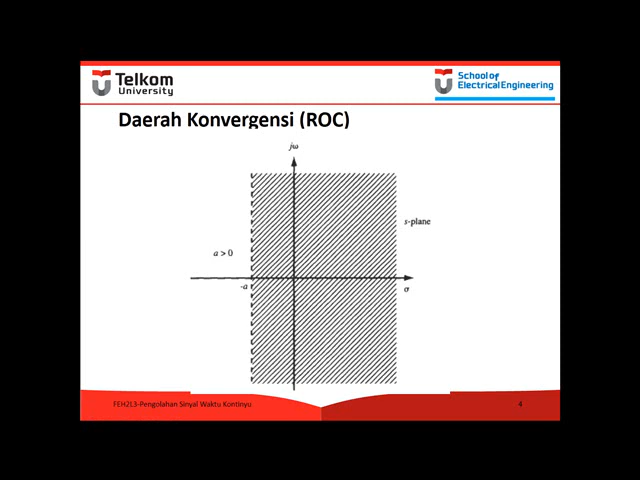 Telkom
University
School of
Electrical Engineering
Daerah Konvergensi (ROC)
jω
s-plane
a > 0
-a
σ
FEH2L3-Pengolahan Sinyal Waktu Kontinyu
4